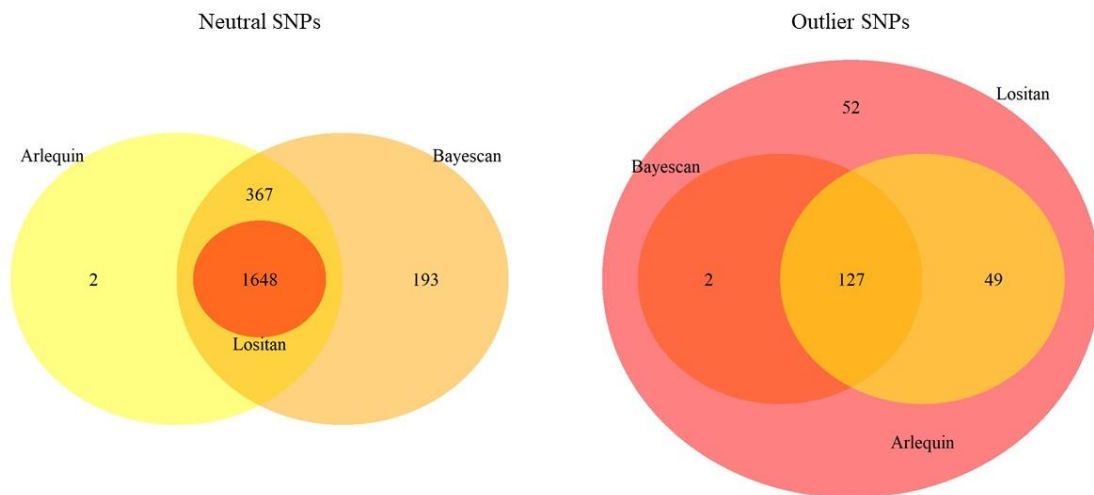 Neutral SNPs
Arlequin
Bayescan
367
2
1648
193
Lositan
Outlier SNPs
Lositan
52
Bayescan
2
127
49
Arlequin